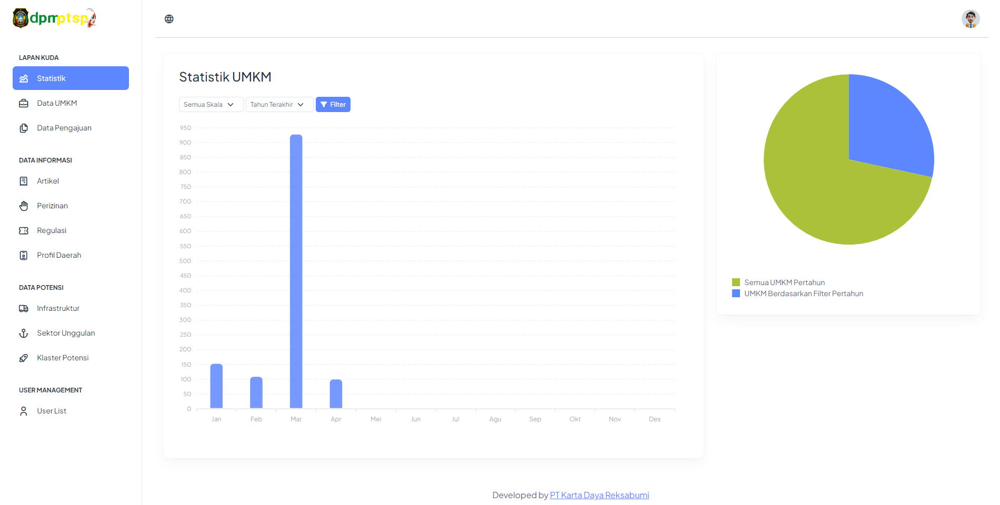 dpmptsp
LAPAN KUDA
Statistik
Data UMKM
Data Pengajuan
DATA INFORMASI
Artikel
Perizinan
Regulasi
Profil Daerah
DATA POTENSI
Infrastruktur
Sektor Unggulan
Klaster Potensi
USER MANAGEMENT
User List
Statistik UMKM
Semua Skala Tahun Terakhir Filter
950
900
850
800
750
700
650
600
550
500
450
400
350
300
250
200
150
100
50
0
Jan Feb Mar Apr Mei Jun Jul Agu Sep Okt Nov Des
Semua UMKM Pertahun
UMKM Berdasarkan Filter Pertahun
Developed by PT Karta Daya Reksabumi